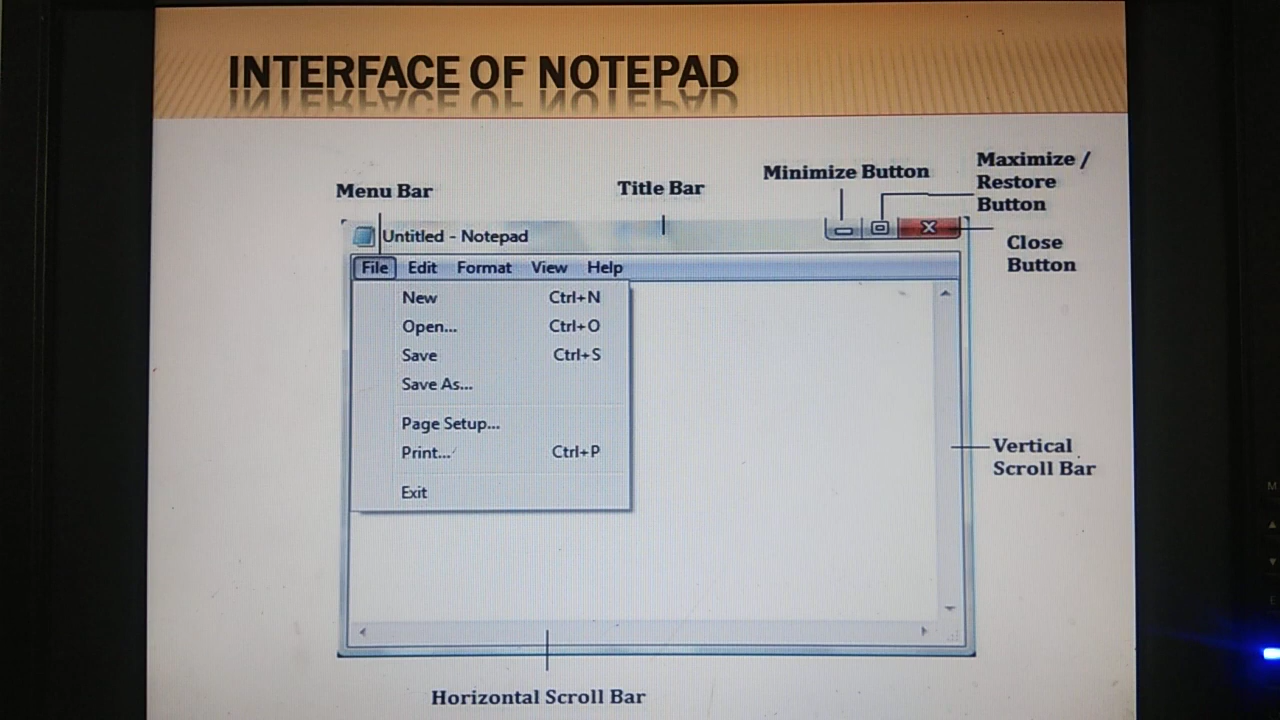 INTERFACE OF NOTEPAD
Menu Bar
Title Bar
Minimize Button
Maximize /
Restore
Button
Close
Button
Untitled - Notepad
File Edit Format View Help
New Ctrl+N
Open... Ctrl+O
Save Ctrl+S
Save As...
Page Setup...
Print... Ctrl+P
Exit
Vertical
Scroll Bar
Horizontal Scroll Bar